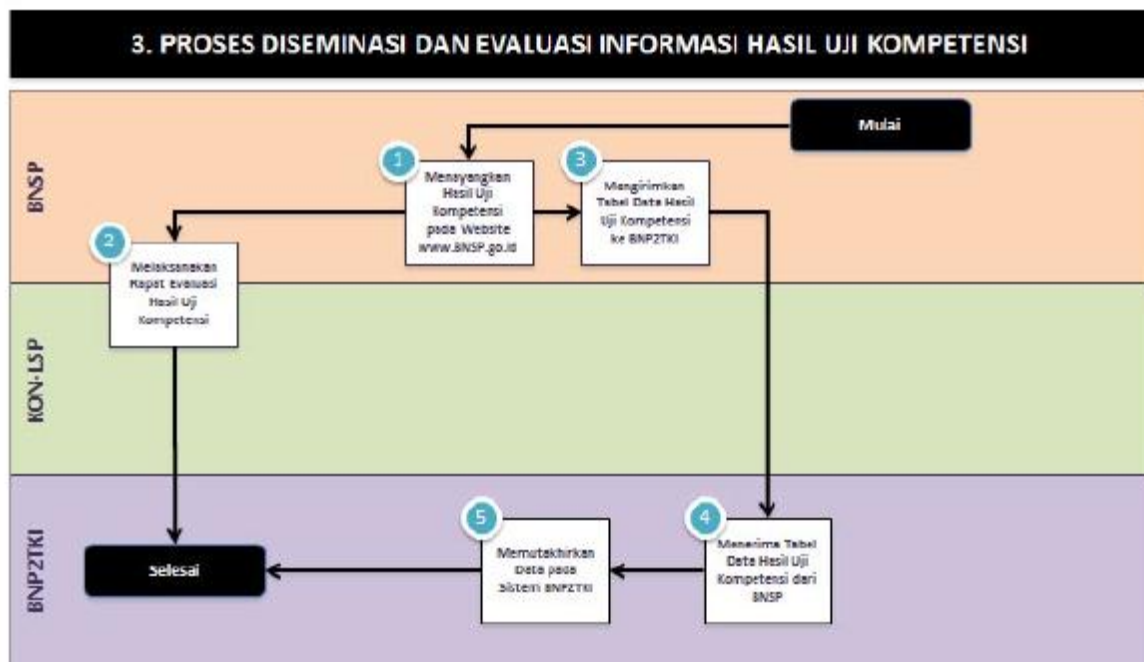 3. PROSES DISEMINASI DAN EVALUASI INFORMASI HASIL UJI KOMPETENSI
BNSP
Mulai
1
Menayangkan
Hasil Uji
Kompetensi
pada Website
www.BNSP.go.id
3
Mengirimkan
Tabel Data Hasil
Uji Kompetensi
ke BNP2TKI
2
Melaksanakan
Rapat Evaluasi
Hasil Uji
Kompetensi
KON-LSP
BNP2TKI
Selesai
5
Memutakhirkan
Data pada
Sistem BNP2TKI
4
Menerima Tabel
Data Hasil Uji
Kompetensi dari
BNSP